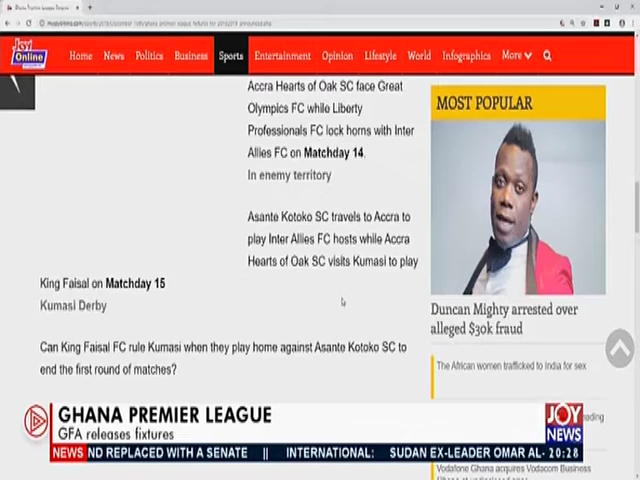 Ghana Premier League
Joy
Online
Home
News
Politics
Business
Sports
Entertainment
Opinion
Lifestyle
World
Infographics
More
Accra Hearts of Oak SC face Great
Olympics FC while Liberty
Professionals FC lock horns with Inter
Allies FC on Matchday 14.
In enemy territory
Asante Kotoko SC travels to Accra to
play Inter Allies FC hosts while Accra
Hearts of Oak SC visits Kumasi to play
King Faisal on Matchday 15
Kumasi Derby
Can King Faisal FC rule Kumasi when they play home against Asante Kotoko SC to
end the first round of matches?
MOST POPULAR
Duncan Mighty arrested over
alleged $30k fraud
The African women trafficked to India for sex
Vodafone Ghana acquires Vodacom Business
GHANA PREMIER LEAGUE
GFA releases fixtures
JOY
NEWS
NEWS
ND REPLACED WITH A SENATE || INTERNATIONAL: SUDAN EX-LEADER OMAR AL-
20:28